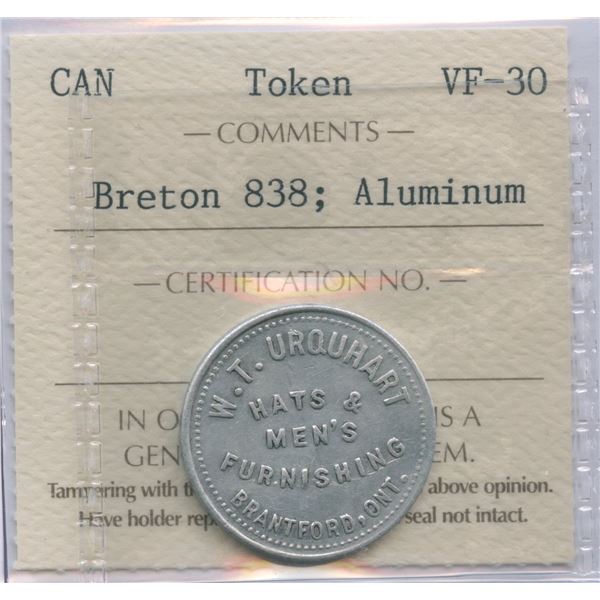 CAN Token VF-30
— COMMENTS —
Breton 838; Aluminum
— CERTIFICATION NO. —
W. T. URQUHART
HATS &
MEN'S
FURNISHING
BRANTFORD, ONT.
IN IS A
GEN EM.
Tampering with above opinion.
Have holder seal not intact.